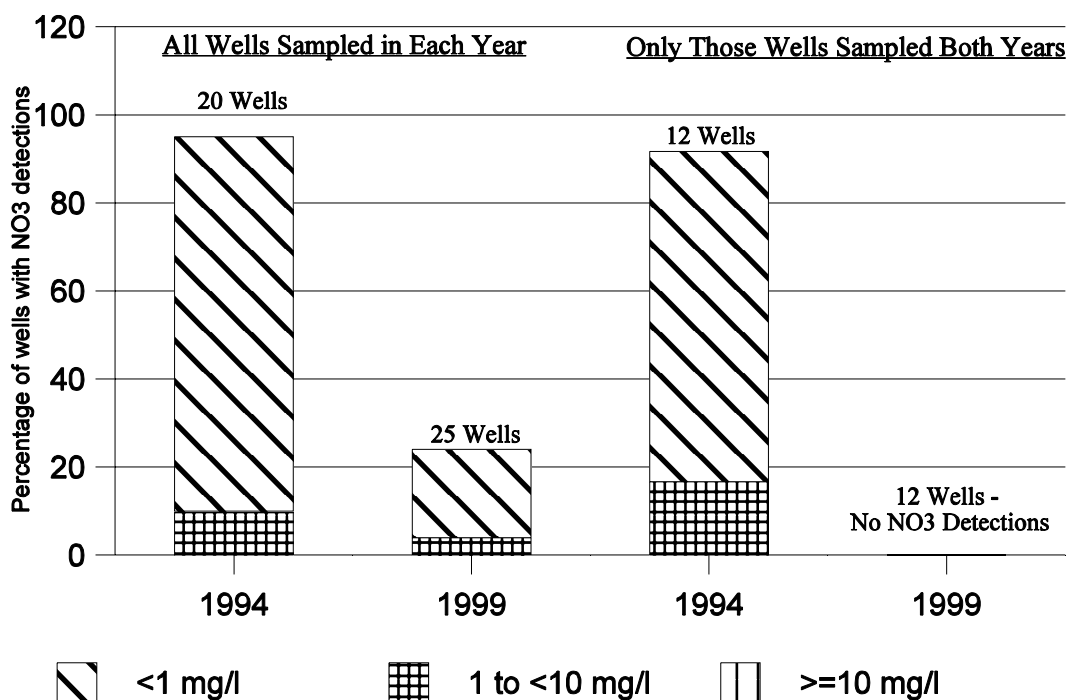 All Wells Sampled in Each Year
Only Those Wells Sampled Both Years
Percentage of wells with NO3 detections
120
100
80
60
40
20
0
20 Wells
25 Wells
12 Wells
12 Wells -
No NO3 Detections
1994
1999
1994
1999
<1 mg/l
1 to <10 mg/l
>=10 mg/l